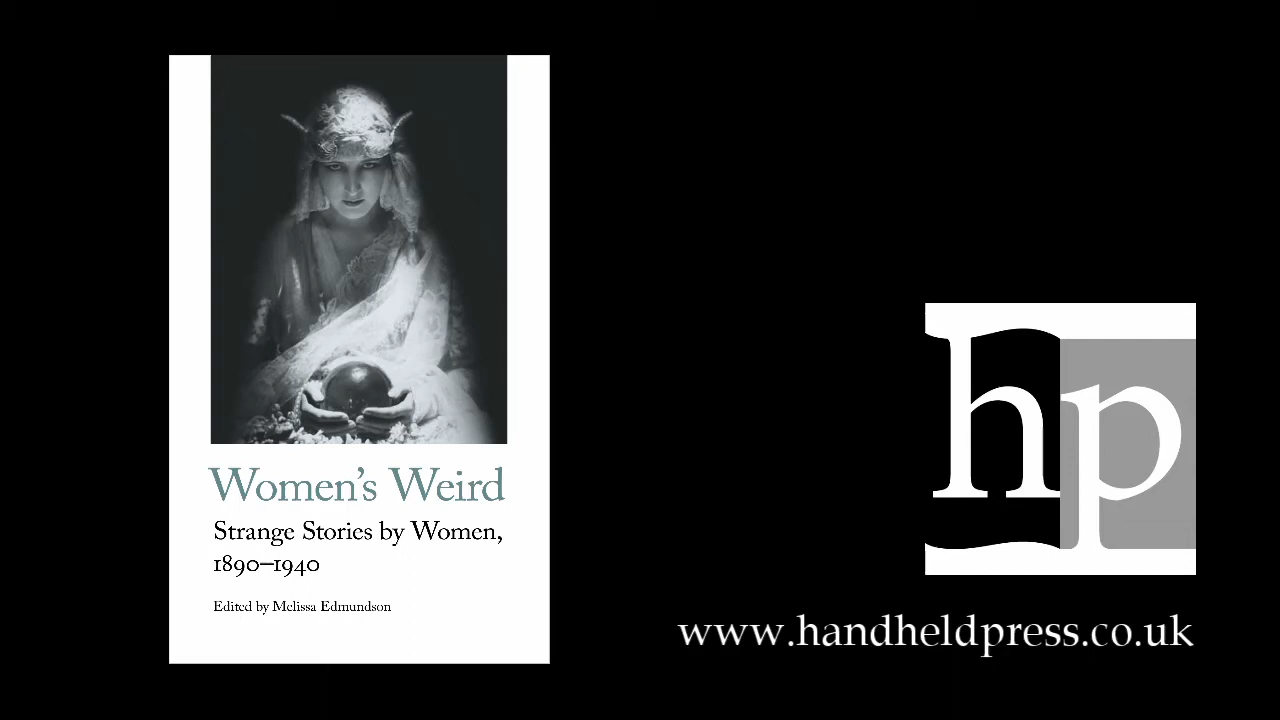 Women's Weird
Strange Stories by Women,
1890–1940
Edited by Melissa Edmundson
hp
www.handheldpress.co.uk